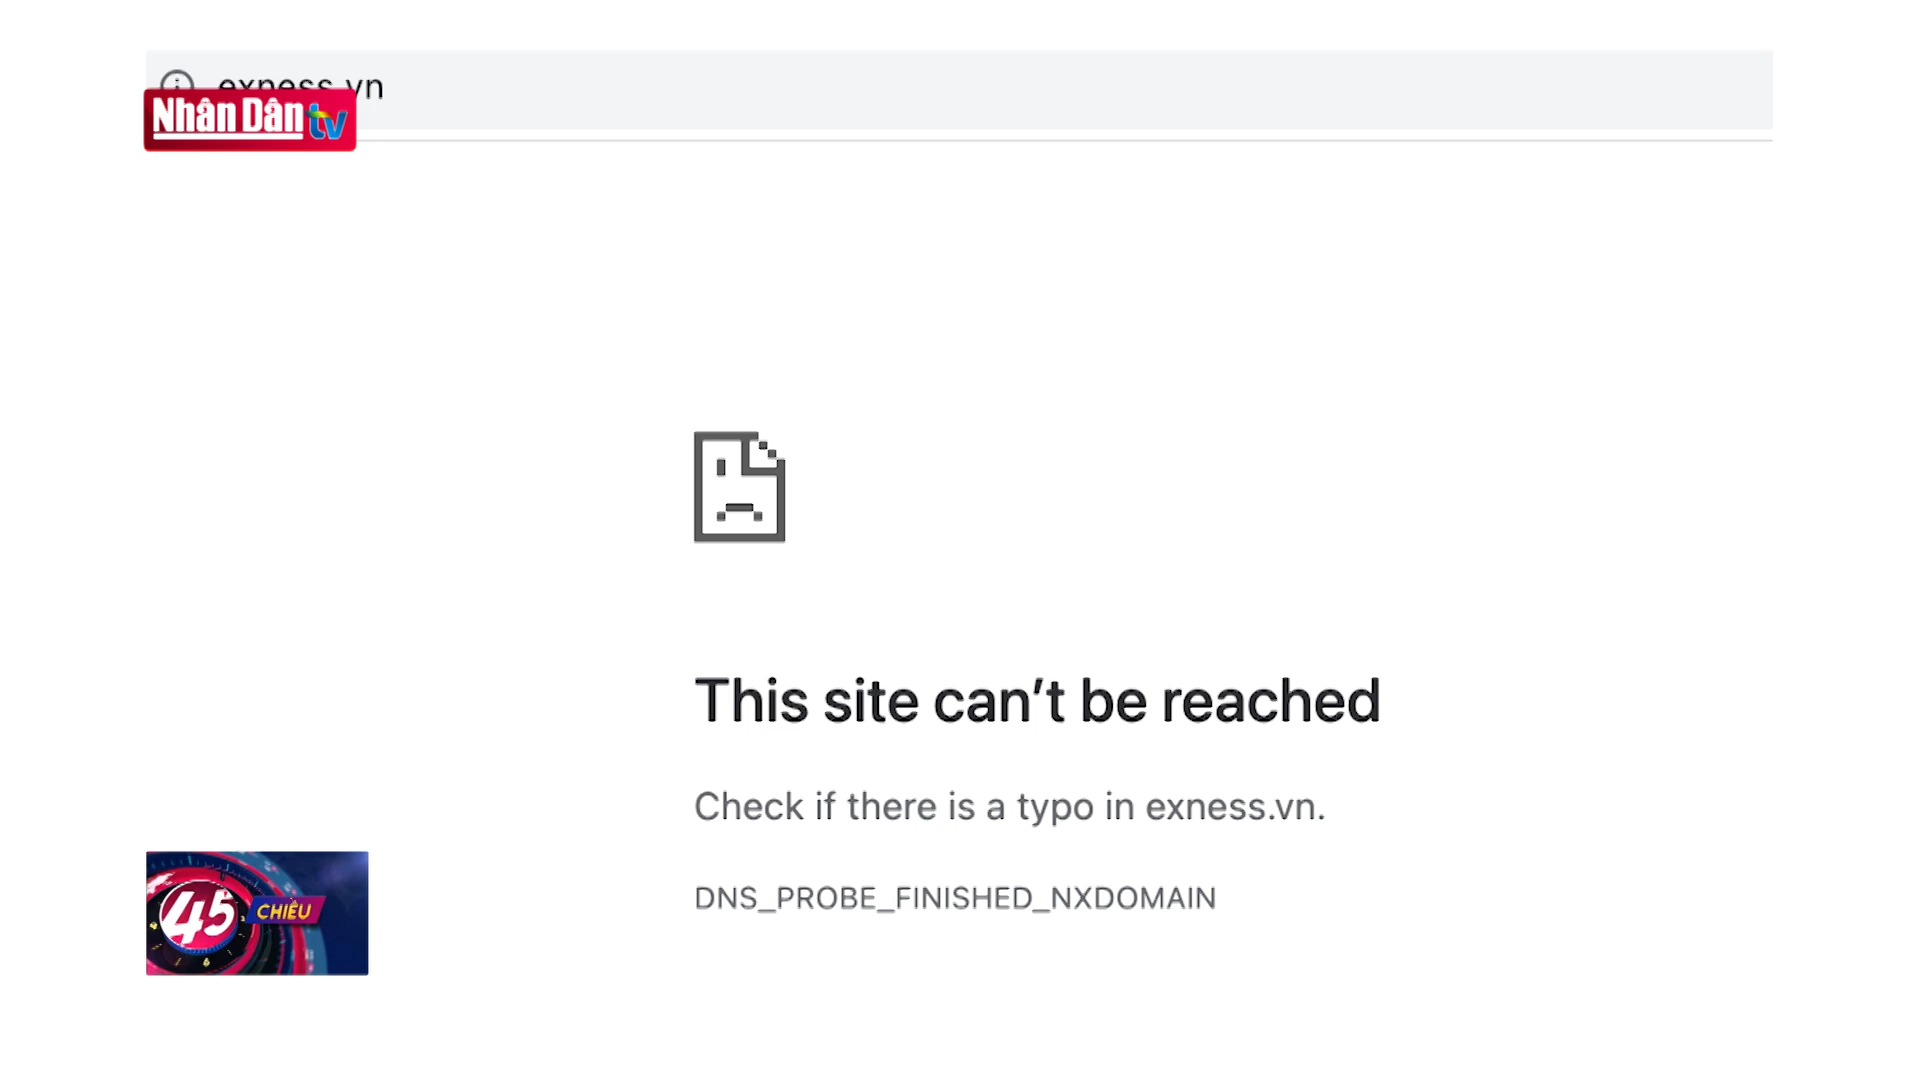 exness.vn
Nhân Dân tv
This site can’t be reached
Check if there is a typo in exness.vn.
DNS_PROBE_FINISHED_NXDOMAIN
45 CHIỀU